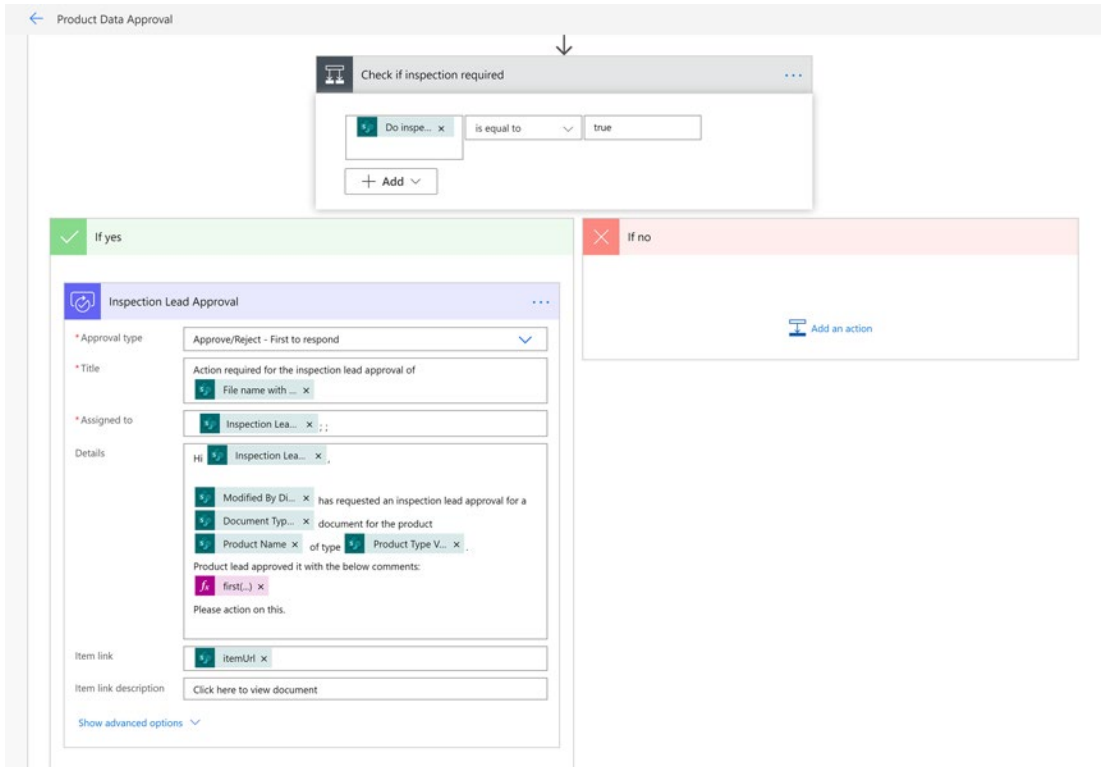 Product Data Approval
Check if inspection required
Do inspe... × is equal to true
Add
If yes
If no
Inspection Lead Approval
Add an action
*Approval type Approve/Reject - First to respond
*Title Action required for the inspection lead approval of
File name with ... ×
*Assigned to Inspection Lea... × ; ;
Details
Hi Inspection Lea... × ,
Modified By Di... × has requested an inspection lead approval for a
Document Typ... × document for the product
Product Name × of type Product Type V... × .
Product lead approved it with the below comments:
fx first(...) ×
Please action on this.
Item link itemUrl ×
Item link description Click here to view document
Show advanced options